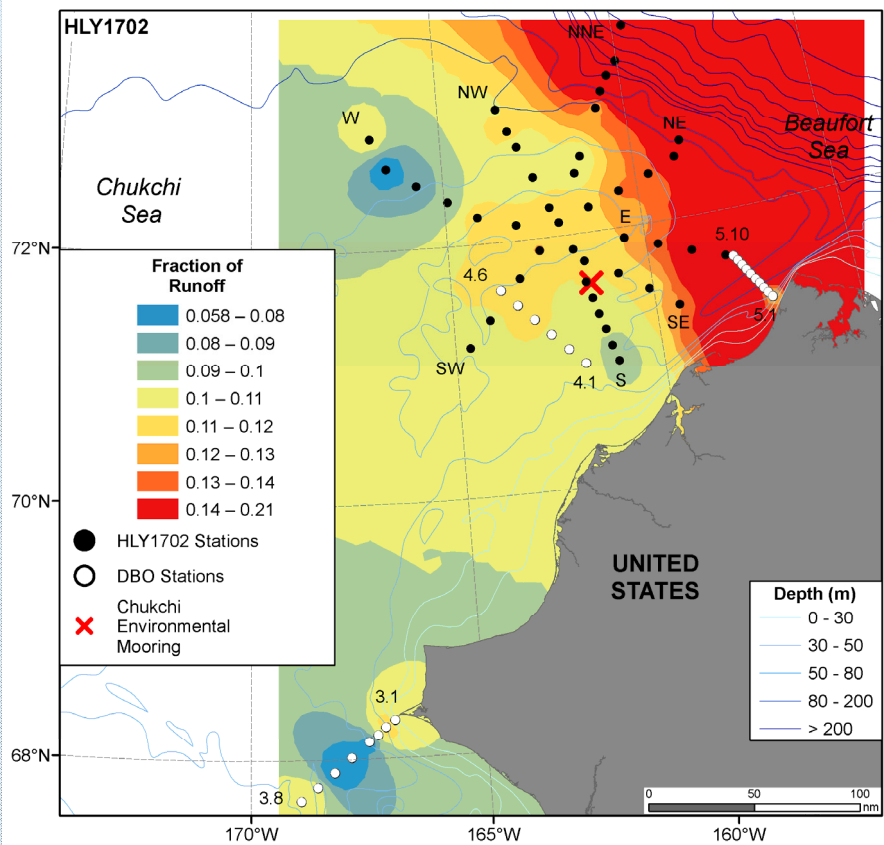 HLY1702
NNE
NW
W
NE
Beaufort
Sea
Chukchi
Sea
E
5.10
72°N
4.6
5.1
SE
SW
4.1
S
Fraction of
Runoff
0.058 – 0.08
0.08 – 0.09
0.09 – 0.1
0.1 – 0.11
0.11 – 0.12
0.12 – 0.13
0.13 – 0.14
0.14 – 0.21
HLY1702 Stations
DBO Stations
Chukchi
Environmental
Mooring
70°N
UNITED
STATES
Depth (m)
0 - 30
30 - 50
50 - 80
80 - 200
> 200
3.1
68°N
3.8
0 50 100
nm
170°W 165°W 160°W